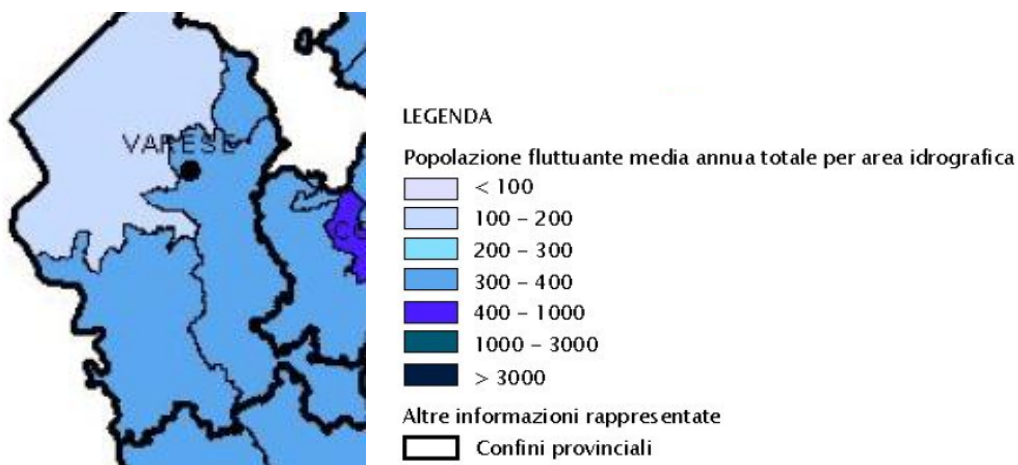 VARESE
LEGENDA
Popolazione fluttuante media annua totale per area idrografica
< 100
100 – 200
200 – 300
300 – 400
400 – 1000
1000 – 3000
> 3000
Altre informazioni rappresentate
Confini provinciali